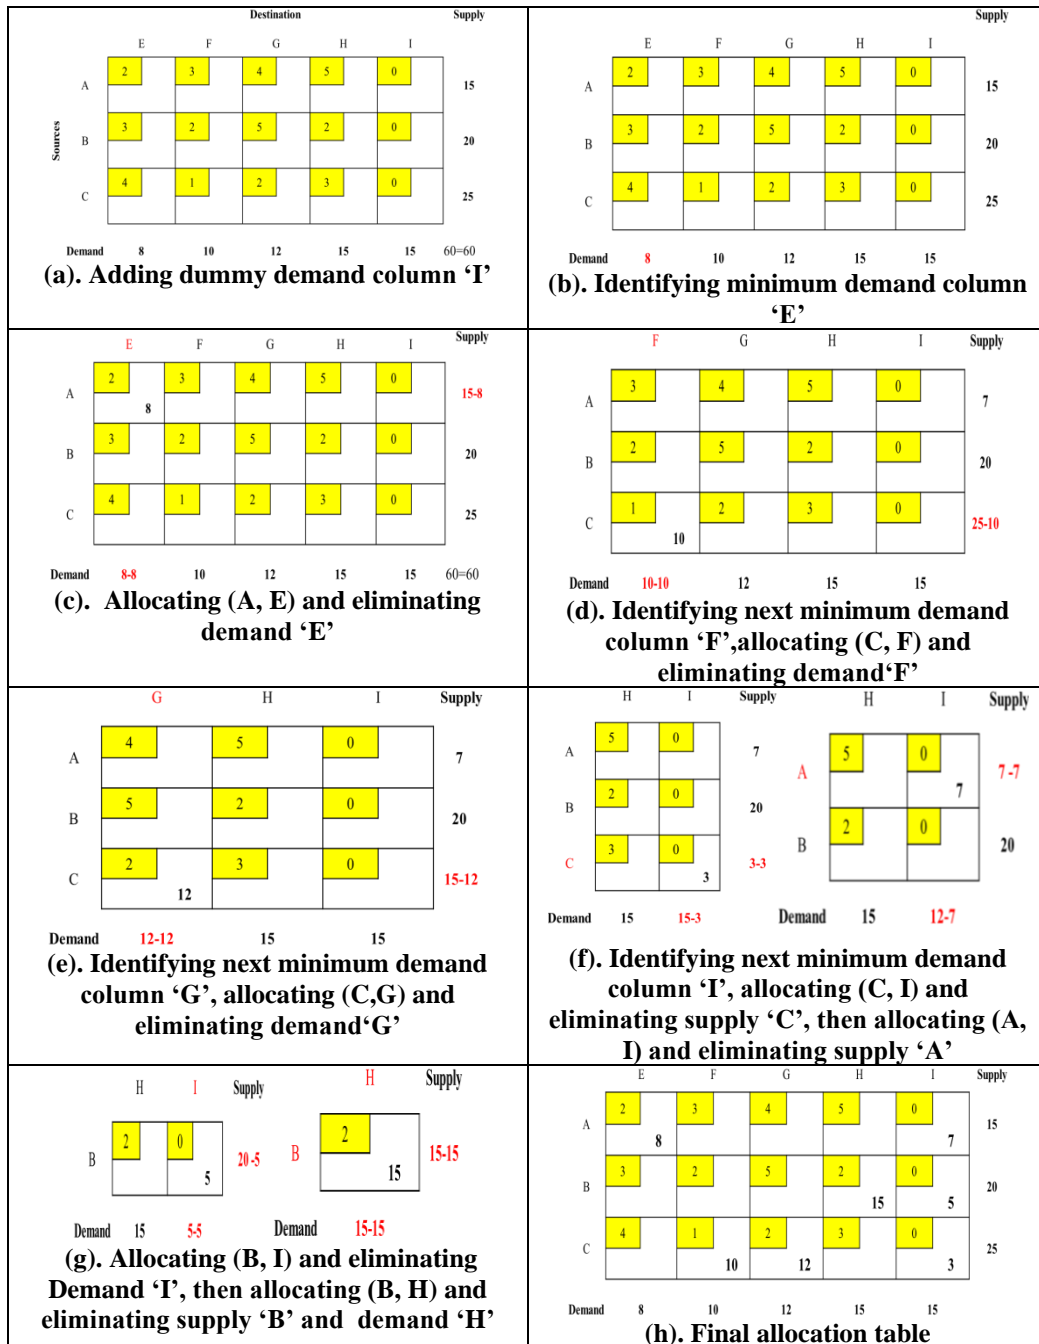 Destination Supply
E F G H I
A 2 3 4 5 0 15
Sources
B 3 2 5 2 0 20
C 4 1 2 3 0 25
Demand 8 10 12 15 15 60=60
(a). Adding dummy demand column ‘I’
Supply
E F G H I
A 2 3 4 5 0 15
B 3 2 5 2 0 20
C 4 1 2 3 0 25
Demand 8 10 12 15 15
(b). Identifying minimum demand column
‘E’
Supply
E F G H I
A 2 3 4 5 0 15-8
8
B 3 2 5 2 0 20
C 4 1 2 3 0 25
Demand 8-8 10 12 15 15 60=60
(c). Allocating (A, E) and eliminating
demand ‘E’
F G H I Supply
A 3 4 5 0 7
B 2 5 2 0 20
C 1 2 3 0 25-10
10
Demand 10-10 12 15 15
(d). Identifying next minimum demand
column ‘F’,allocating (C, F) and
eliminating demand‘F’
G H I Supply
A 4 5 0 7
B 5 2 0 20
C 2 3 0 15-12
12
Demand 12-12 15 15
(e). Identifying next minimum demand
column ‘G’, allocating (C,G) and
eliminating demand‘G’
H I Supply
A 5 0 7
B 2 0 20
C 3 0 3-3
3
Demand 15 15-3
H I Supply
A 5 0 7-7
7
B 2 0 20
Demand 15 12-7
(f). Identifying next minimum demand
column ‘I’, allocating (C, I) and
eliminating supply ‘C’, then allocating (A,
I) and eliminating supply ‘A’
H I Supply
B 2 0 20-5
5
Demand 15 5-5
H Supply
2
B 15-15
15
Demand 15-15
(g). Allocating (B, I) and eliminating
Demand ‘I’, then allocating (B, H) and
eliminating supply ‘B’ and demand ‘H’
E F G H I Supply
A 2 3 4 5 0 15
8 7
B 3 2 5 2 0 20
15 5
C 4 1 2 3 0 25
10 12 3
Demand 8 10 12 15 15
(h). Final allocation table